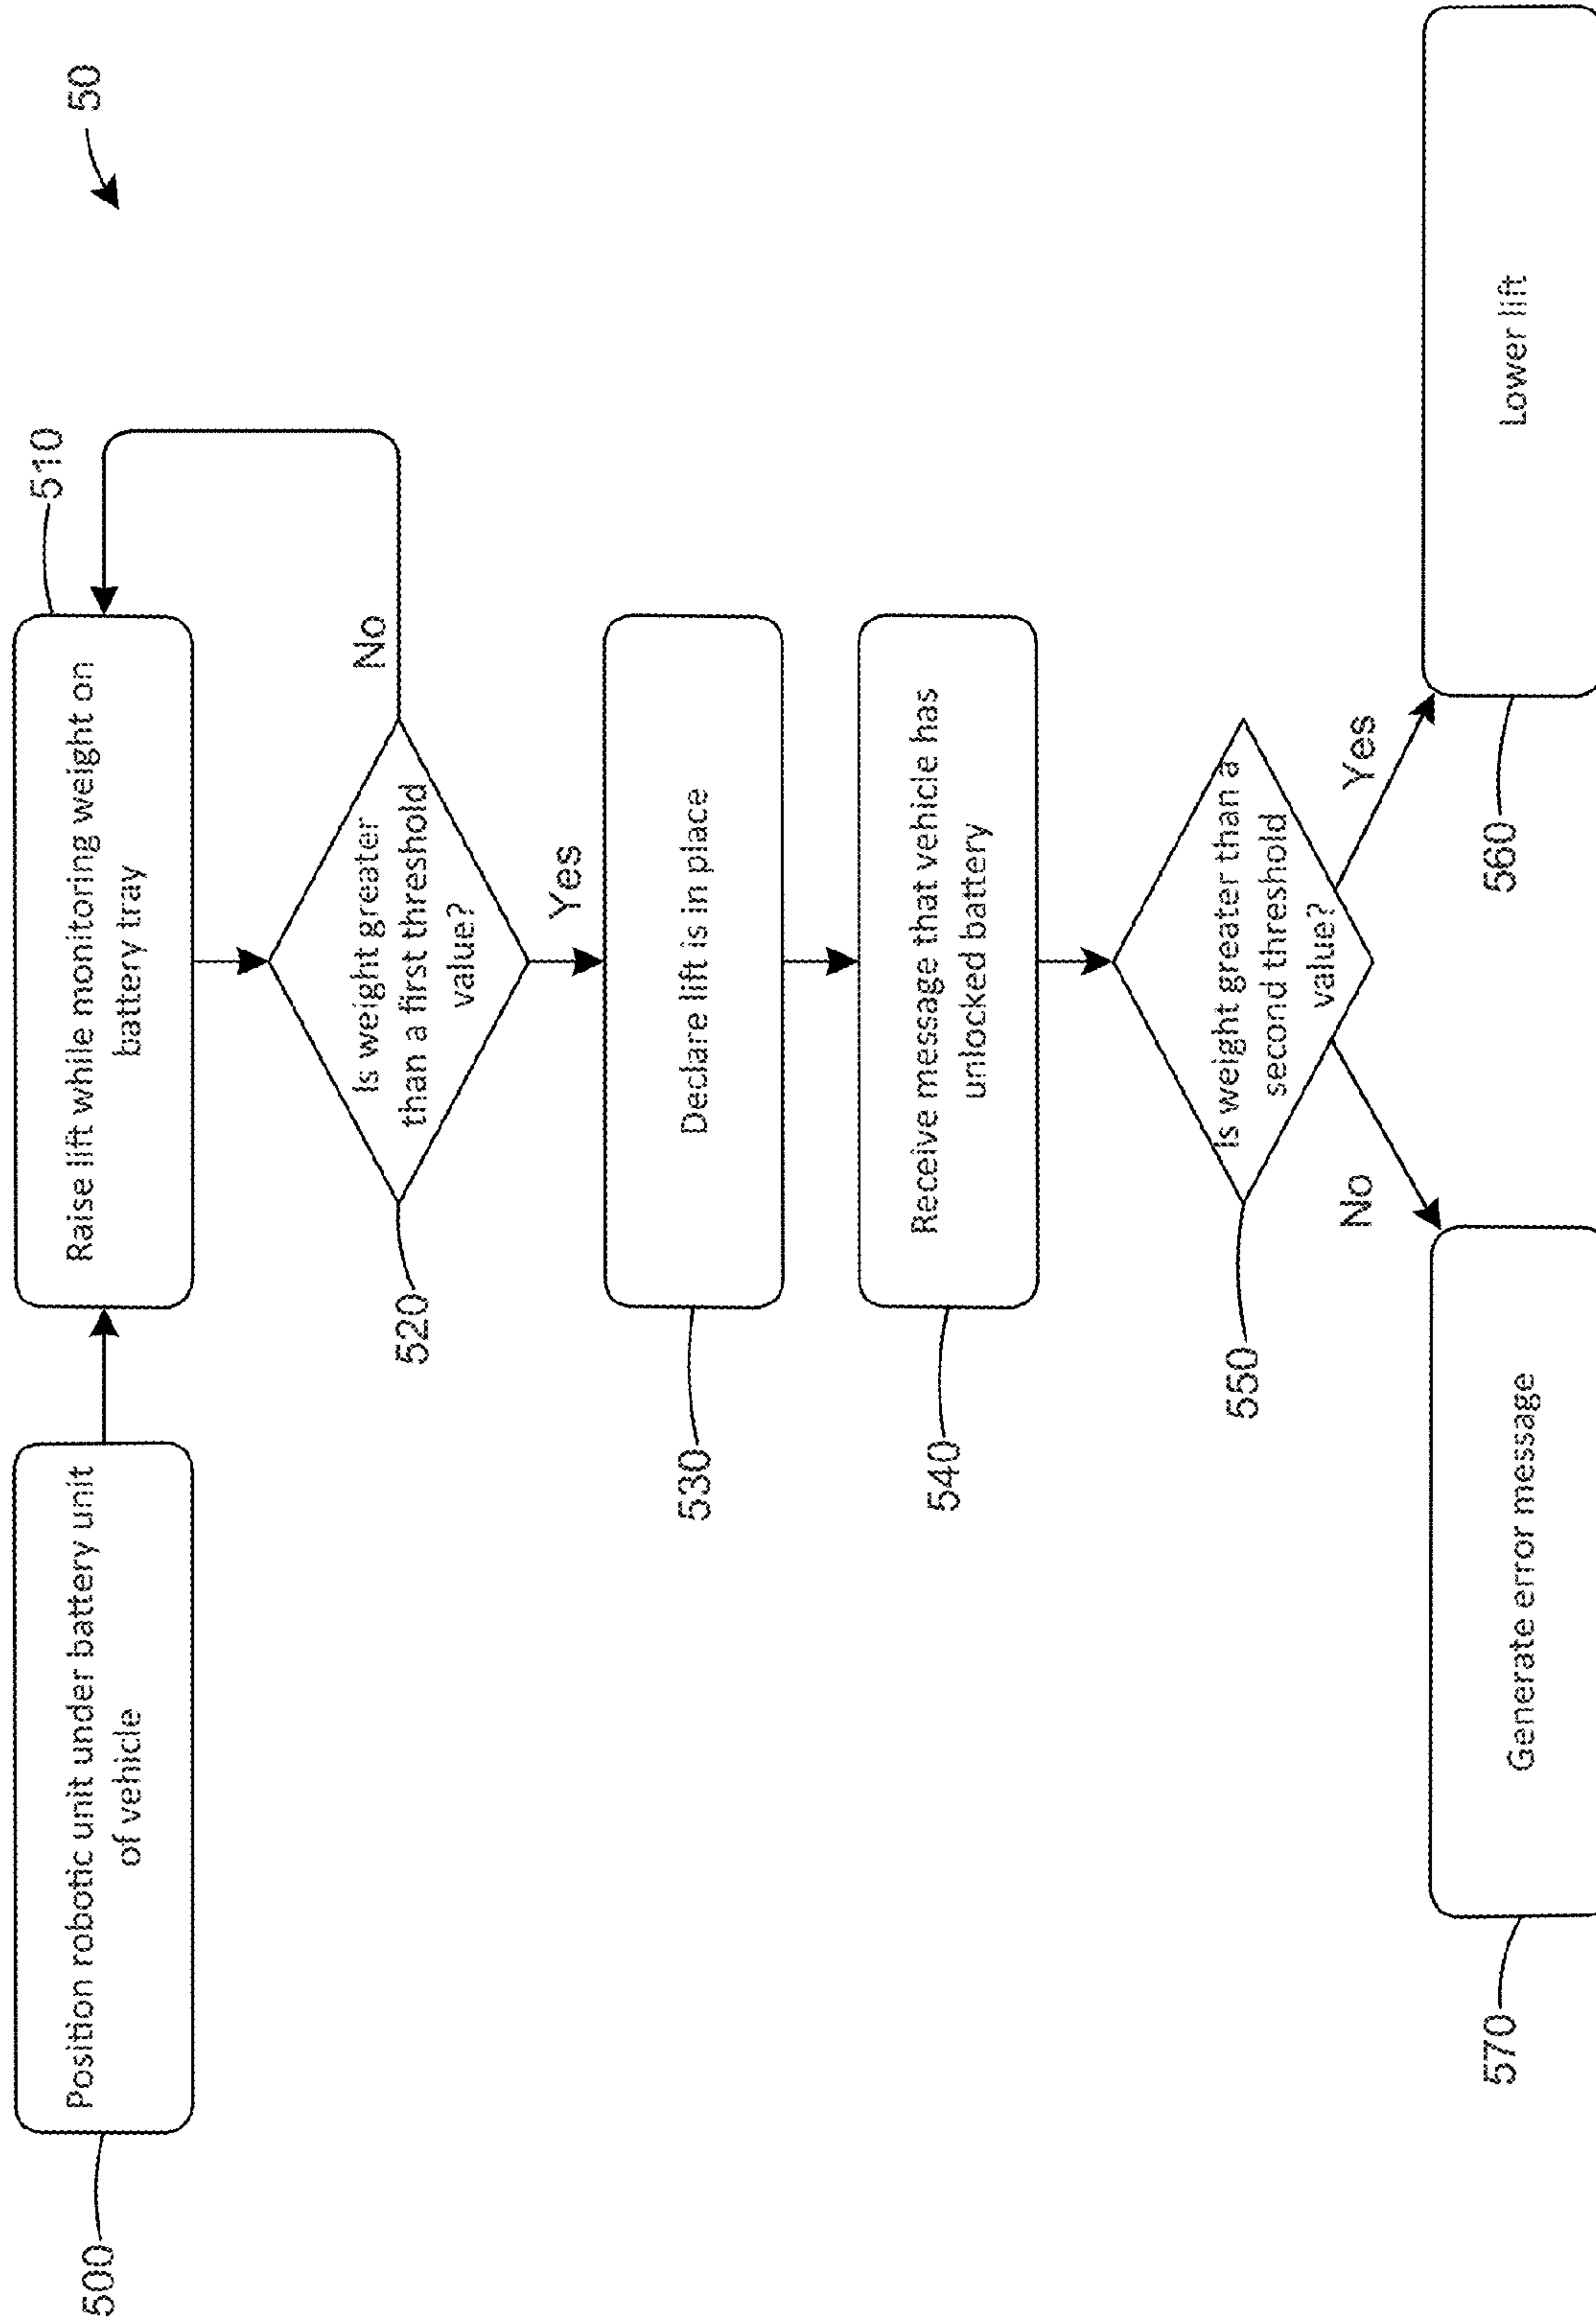 50
500
Position robotic unit under battery unit
of vehicle
510
Raise lift while monitoring weight on
battery tray
520
Is weight greater
than a first threshold
value?
No
Yes
530
Declare lift is in place
540
Receive message that vehicle has
unlocked battery
550
Is weight greater than a
second threshold
value?
No
Yes
570
Generate error message
560
Lower lift